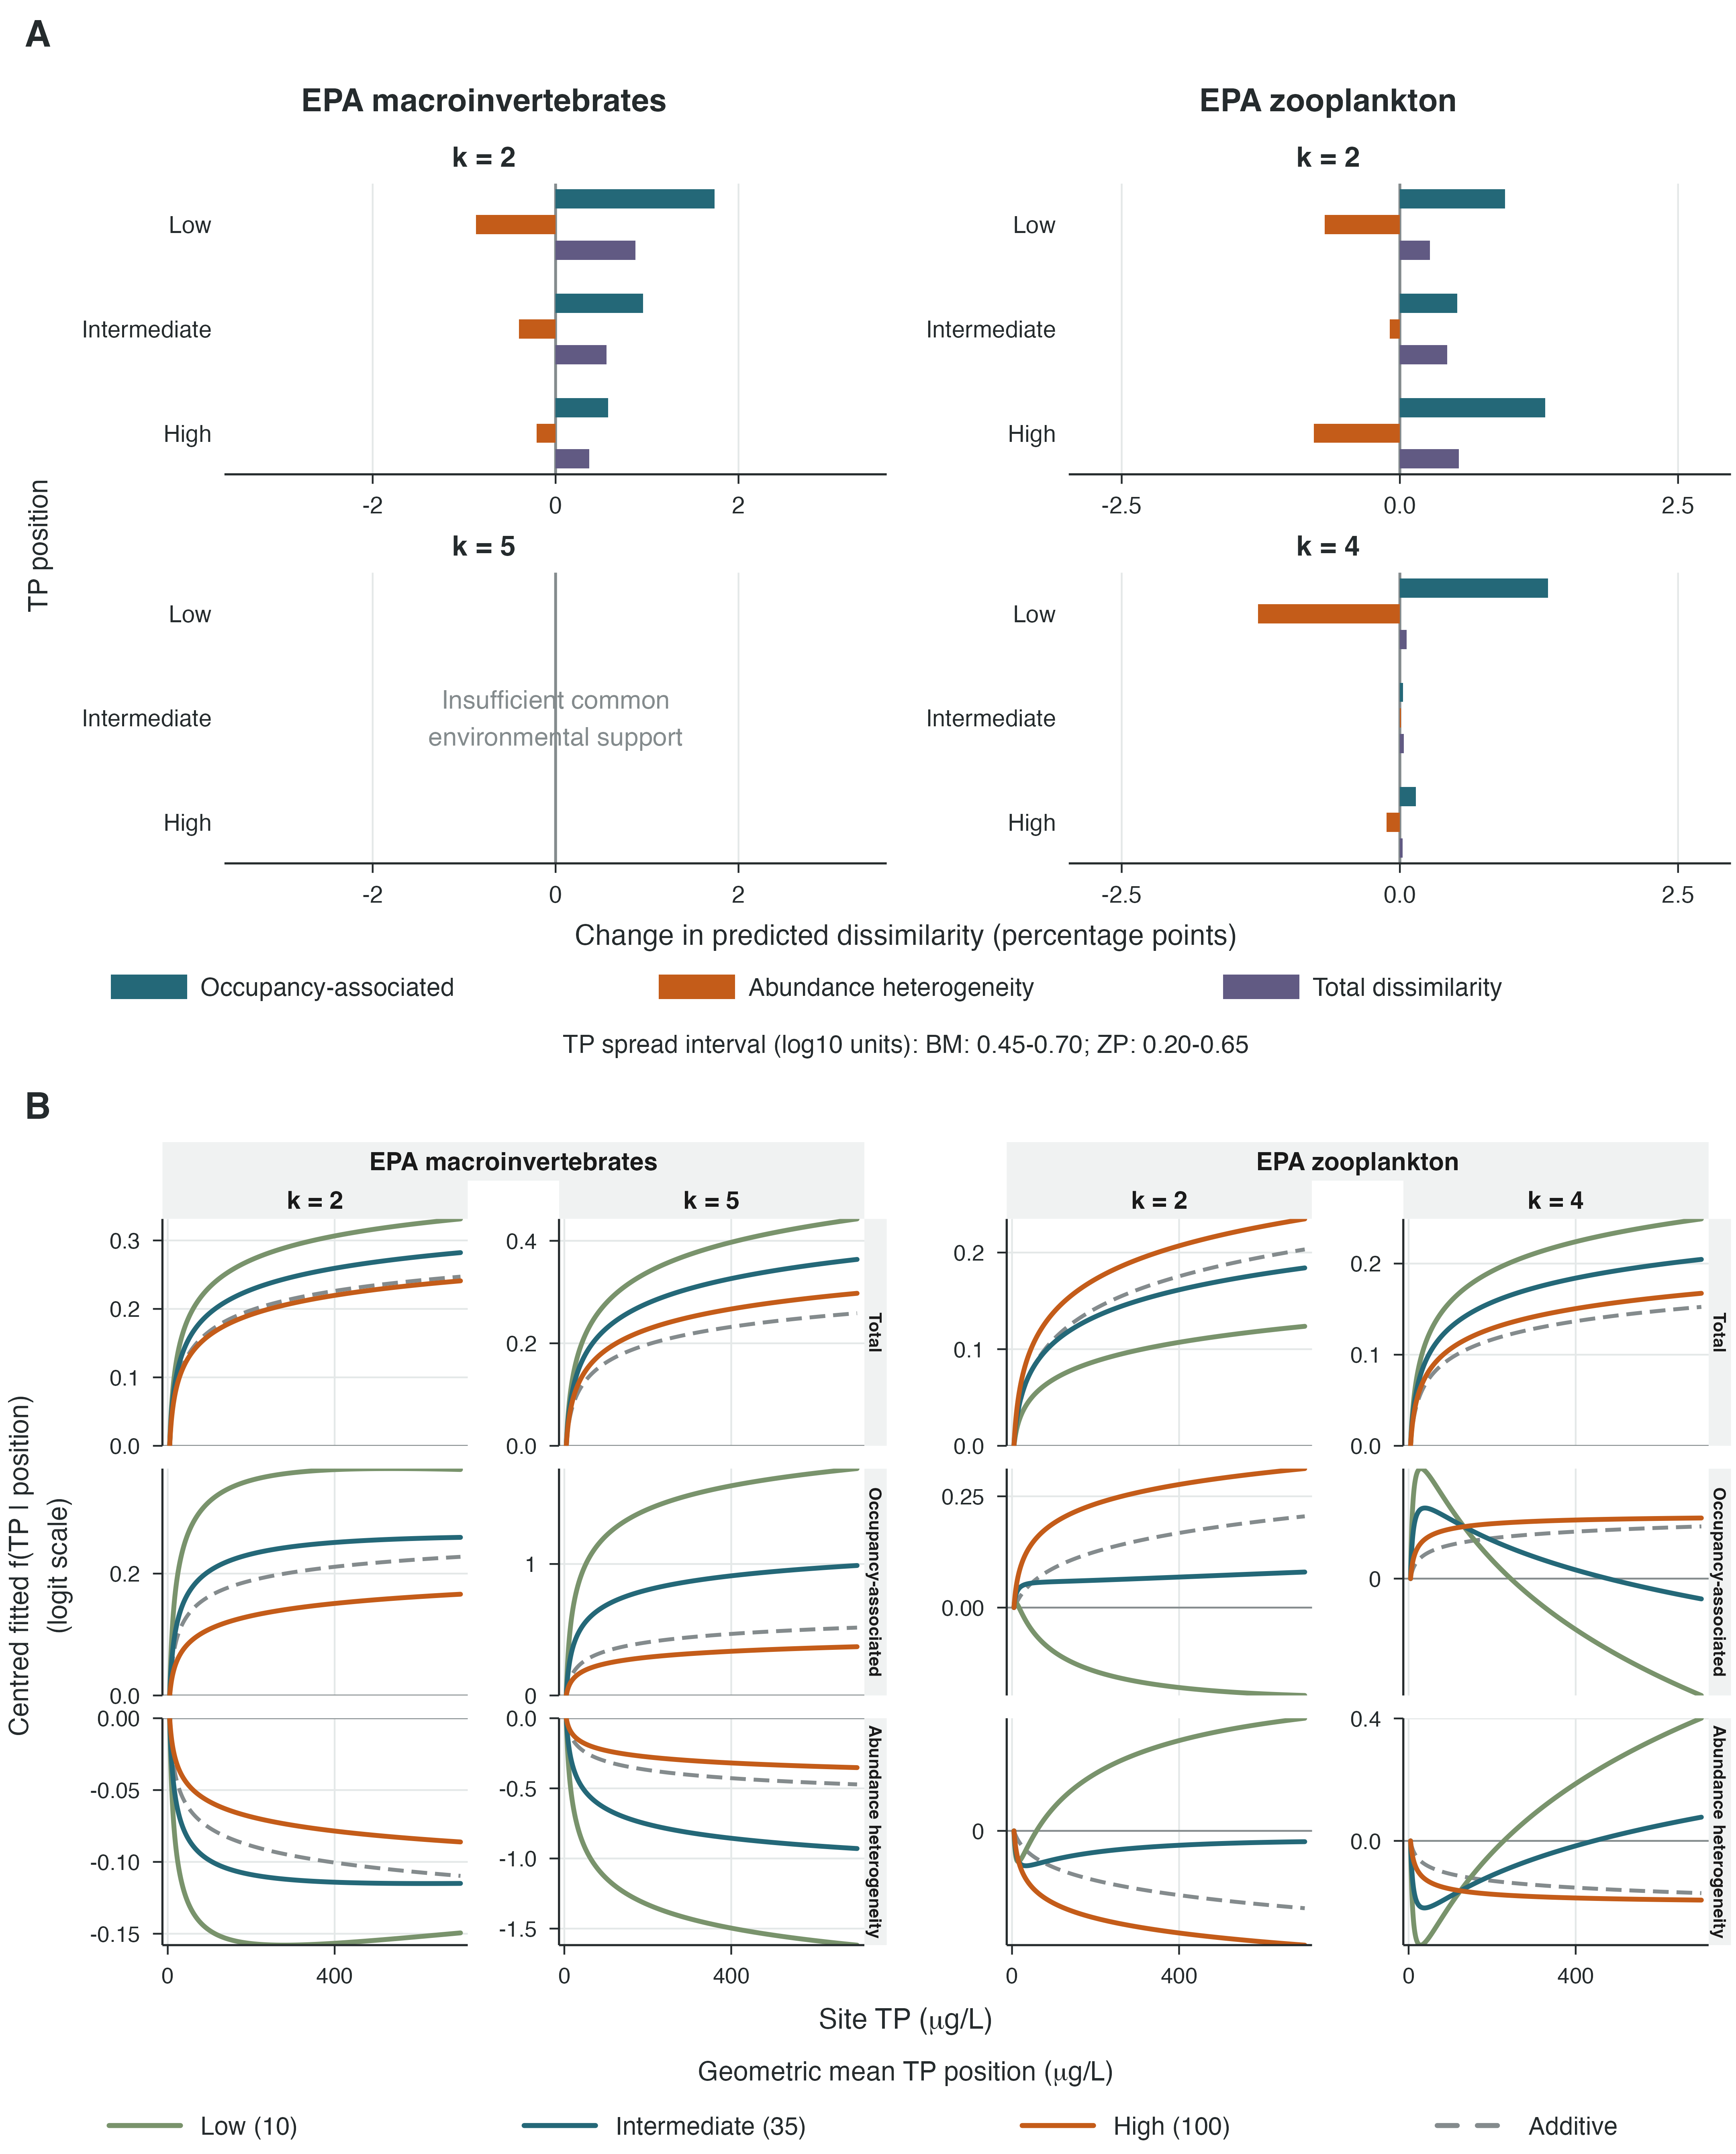 A
EPA macroinvertebrates
EPA zooplankton
k = 2
k = 2
Low
Intermediate
High
-2
0
2
Low
Intermediate
High
-2.5
0.0
2.5
TP position
k = 5
k = 4
Low
Intermediate
High
Insufficient common
environmental support
-2
0
2
Low
Intermediate
High
-2.5
0.0
2.5
Change in predicted dissimilarity (percentage points)
Occupancy-associated
Abundance heterogeneity
Total dissimilarity
TP spread interval (log10 units): BM: 0.45-0.70; ZP: 0.20-0.65
B
EPA macroinvertebrates
EPA zooplankton
k = 2
k = 5
k = 2
k = 4
Centred fitted f(TP | position)
(logit scale)
0.3
0.2
0.1
0.0
0.4
0.2
0.0
Total
0.2
0.1
0.0
0.2
0.1
0.0
Total
0.2
0.0
1
0
Occupancy-associated
0.25
0.00
0
Occupancy-associated
0.00
-0.05
-0.10
-0.15
0.0
-0.5
-1.0
-1.5
Abundance heterogeneity
0
0.4
0.0
Abundance heterogeneity
0
400
0
400
0
400
0
400
Site TP (μg/L)
Geometric mean TP position (μg/L)
Low (10)
Intermediate (35)
High (100)
Additive